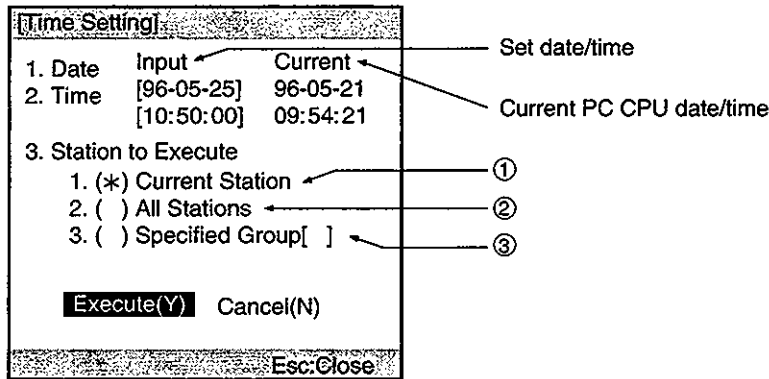 [Time Setting]
Input Current
1. Date [96-05-25] 96-05-21
2. Time [10:50:00] 09:54:21
3. Station to Execute
1. (*) Current Station
2. ( ) All Stations
3. ( ) Specified Group[ ]
Execute(Y) Cancel(N)
Esc:Close
Set date/time
Current PC CPU date/time
①
②
③